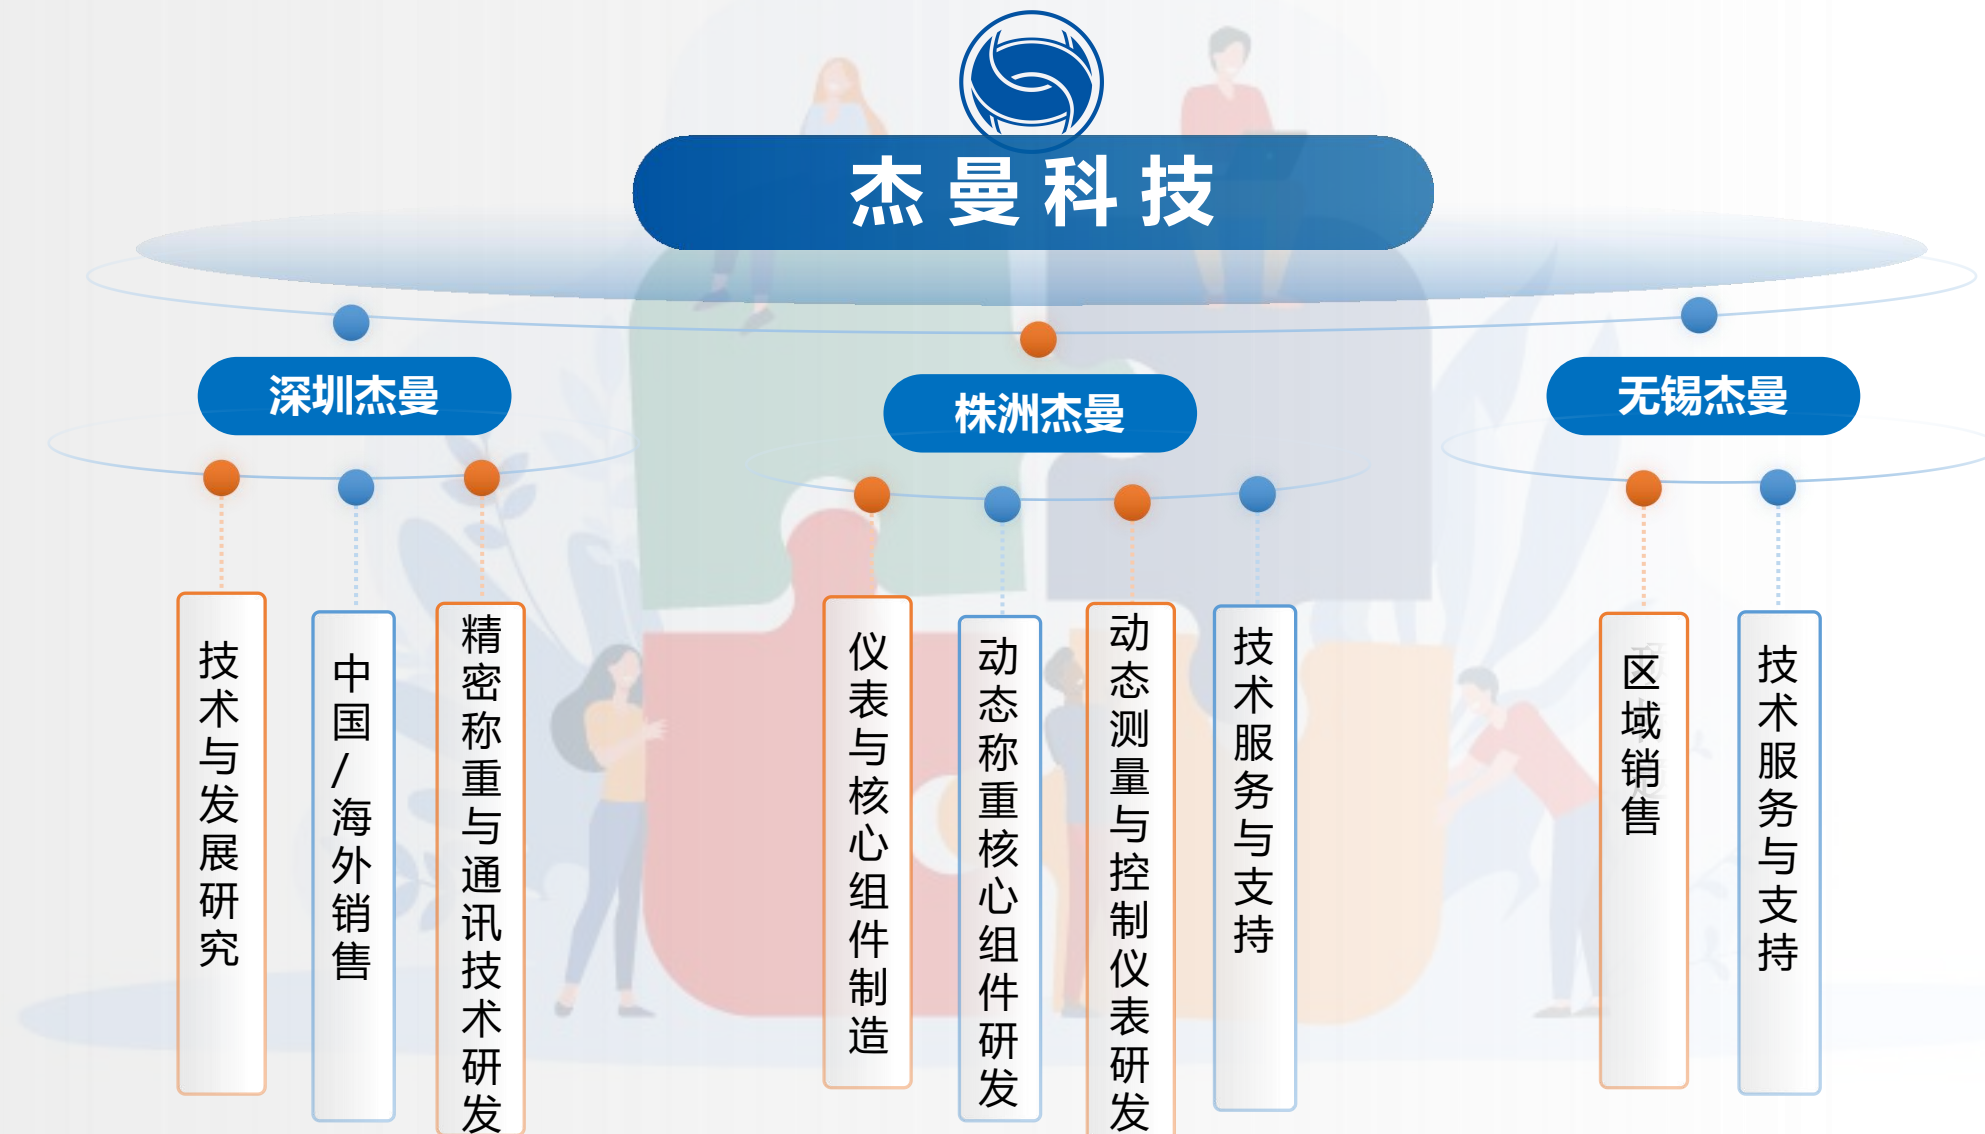 杰曼科技
深圳杰曼
株洲杰曼
无锡杰曼
技术与发展研究
中国/海外销售
精密称重与通讯技术研发
仪表与核心组件制造
动态称重核心组件研发
动态测量与控制仪表研发
技术服务与支持
区域销售
技术服务与支持